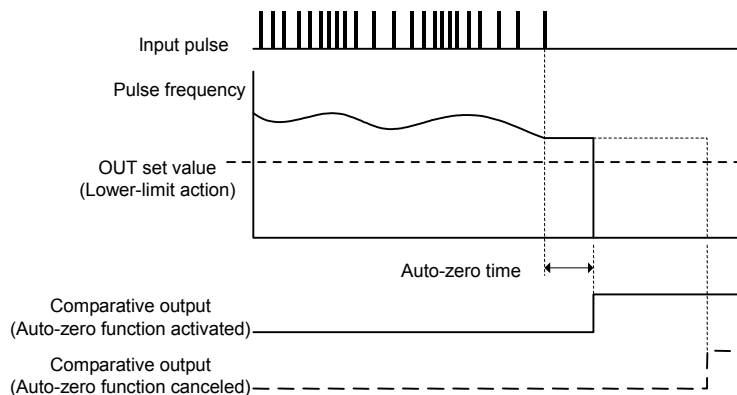 Input pulse
Pulse frequency
OUT set value
(Lower-limit action)
Auto-zero time
Comparative output
(Auto-zero function activated)
Comparative output
(Auto-zero function canceled)